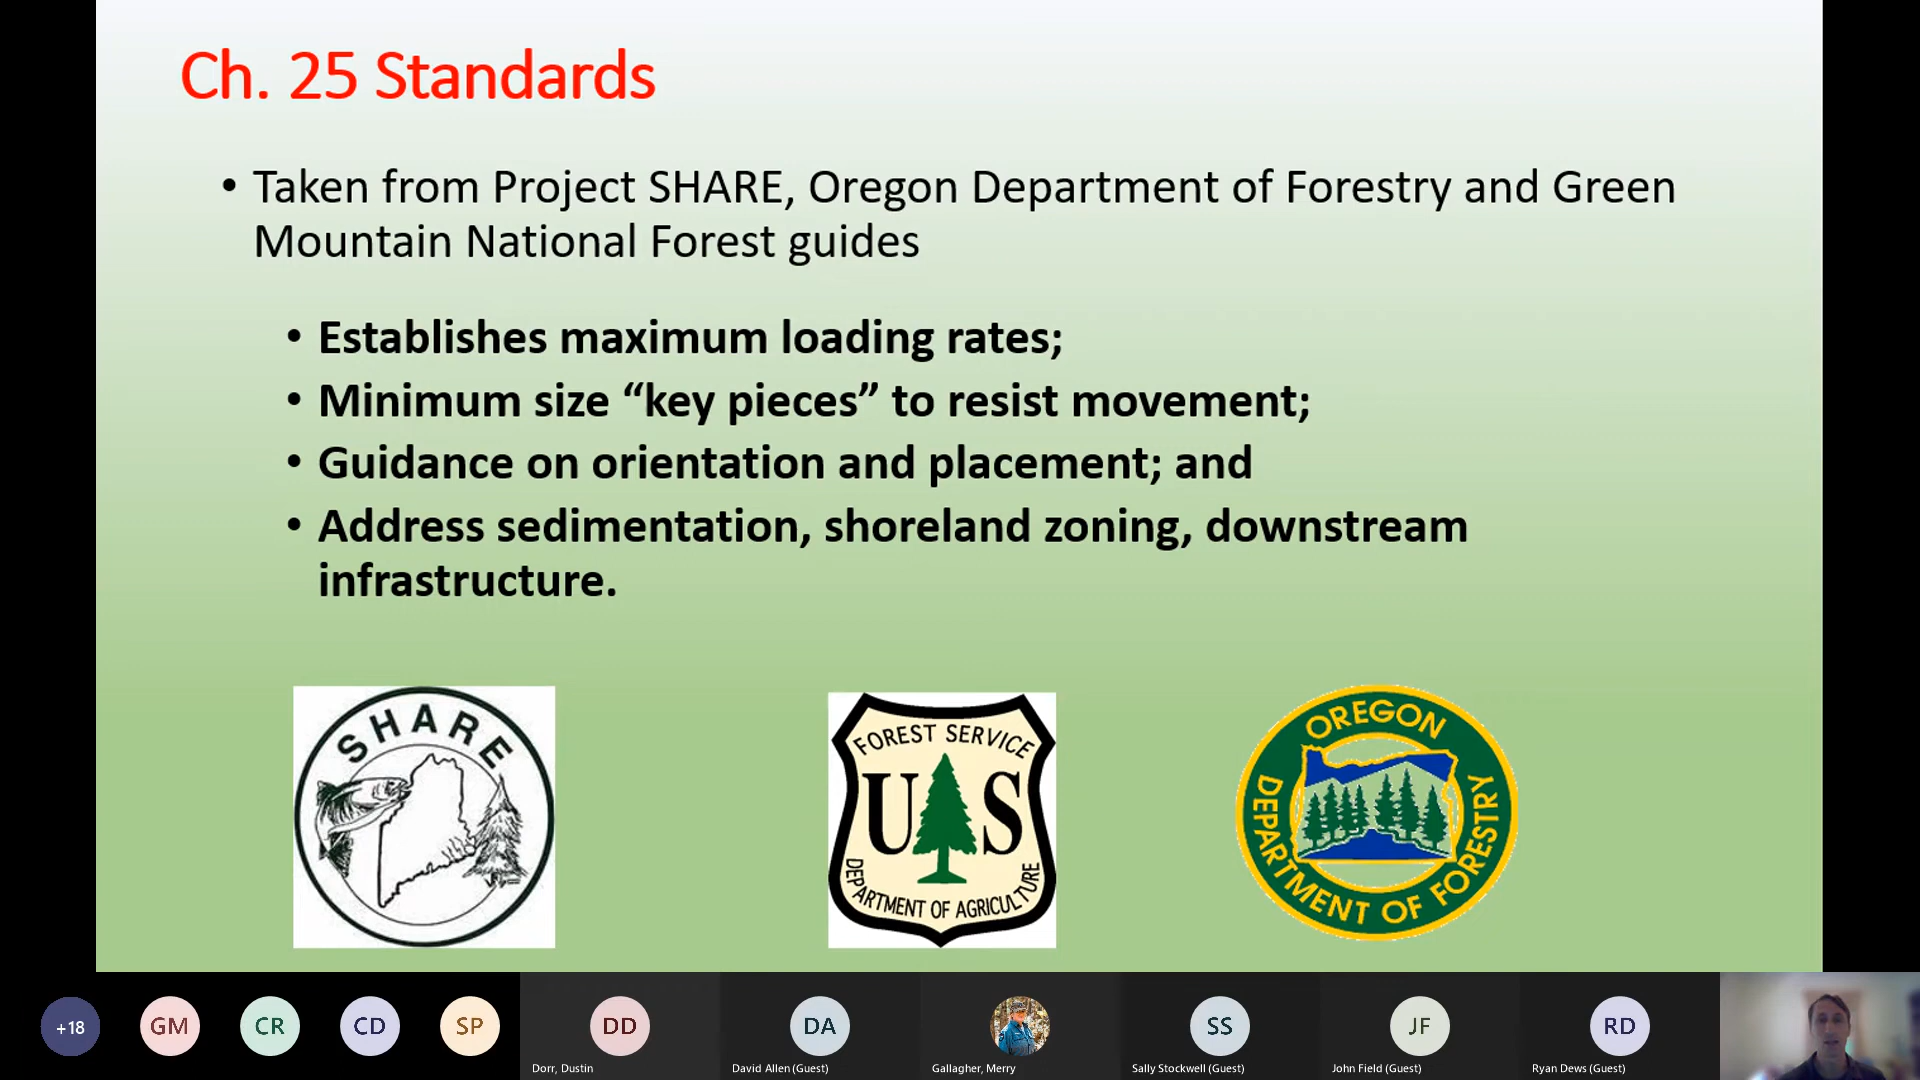 Ch. 25 Standards
• Taken from Project SHARE, Oregon Department of Forestry and Green
Mountain National Forest guides
• Establishes maximum loading rates;
• Minimum size “key pieces” to resist movement;
• Guidance on orientation and placement; and
• Address sedimentation, shoreland zoning, downstream
infrastructure.
SHARE
FOREST SERVICE
U S
DEPARTMENT OF AGRICULTURE
OREGON
DEPARTMENT OF FORESTRY
+18
GM
CR
CD
SP
DD
DA
SS
JF
RD
Dorr, Dustin
David Allen (Guest)
Gallagher, Merry
Sally Stockwell (Guest)
John Field (Guest)
Ryan Dews (Guest)